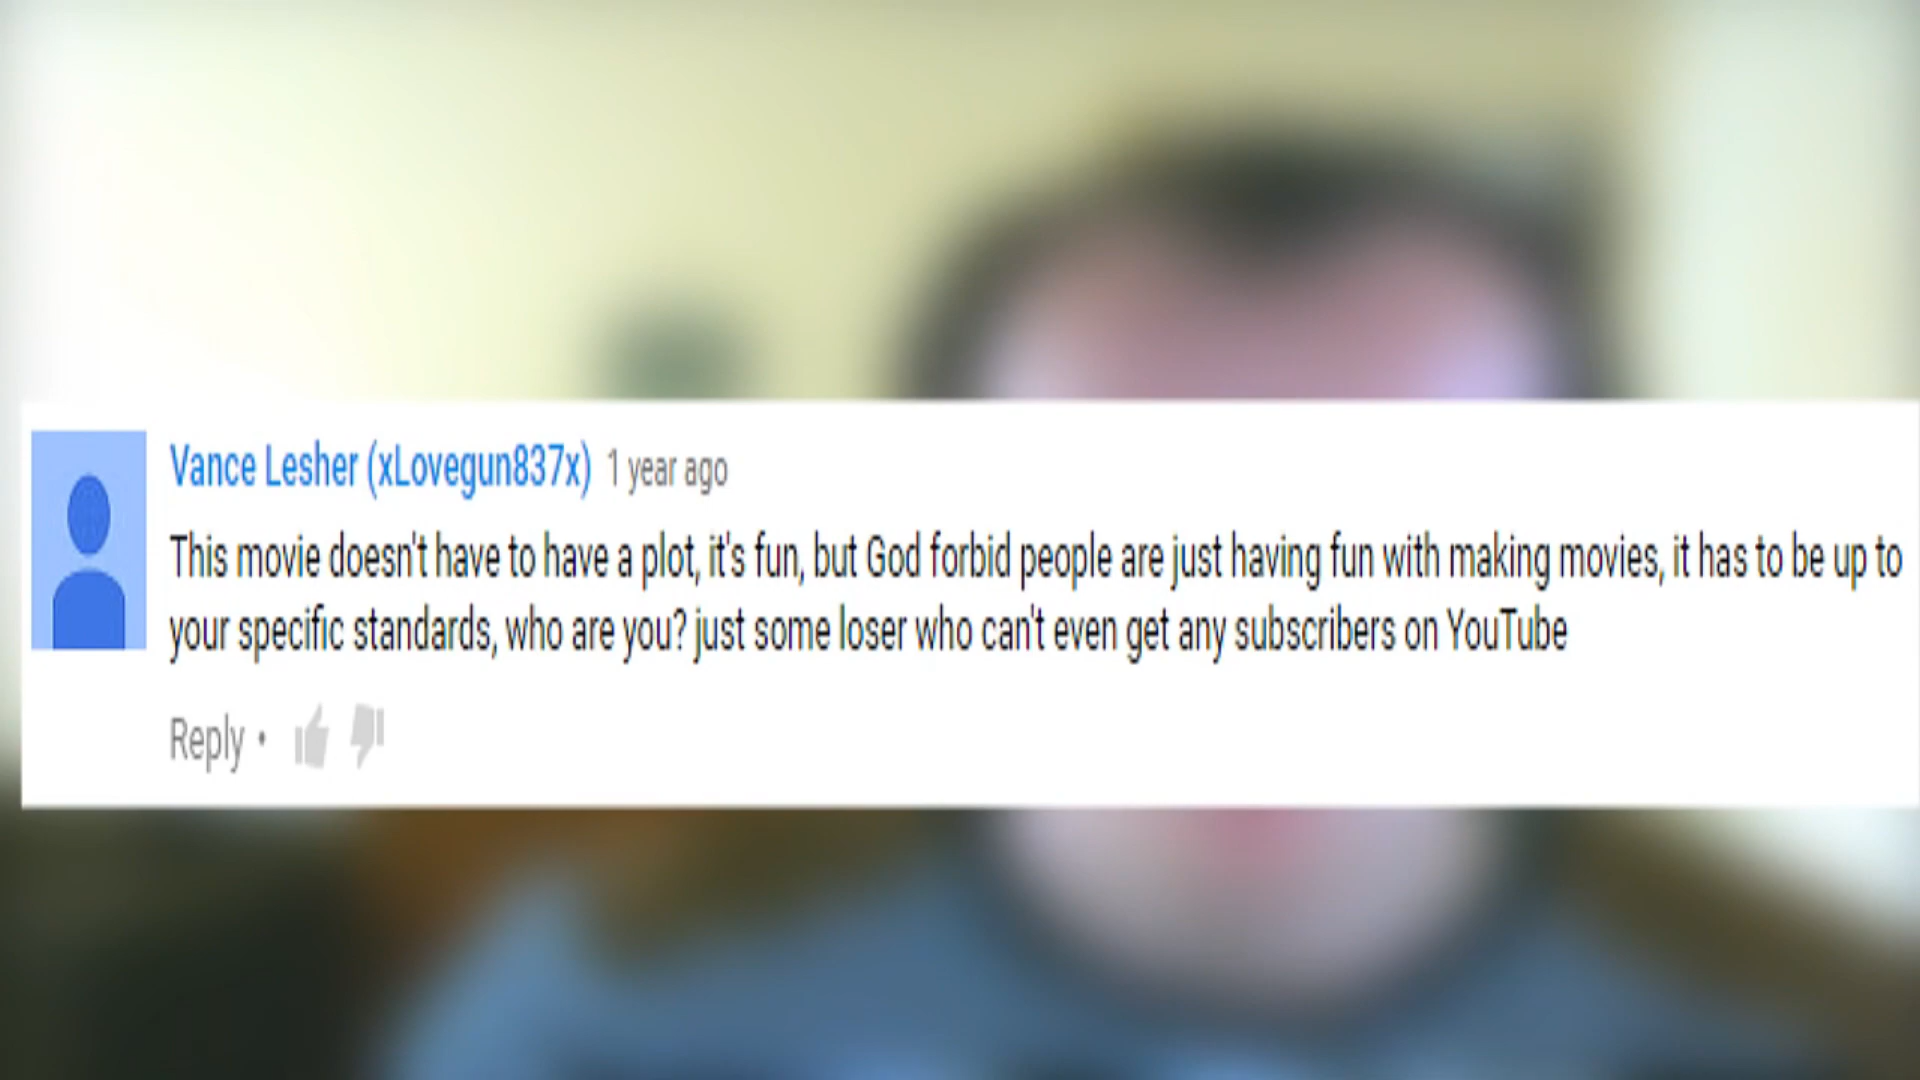 Vance Lesher (xLovegun837x) 1 year ago
This movie doesn't have to have a plot, it's fun, but God forbid people are just having fun with making movies, it has to be up to
your specific standards, who are you? just some loser who can't even get any subscribers on YouTube
Reply •